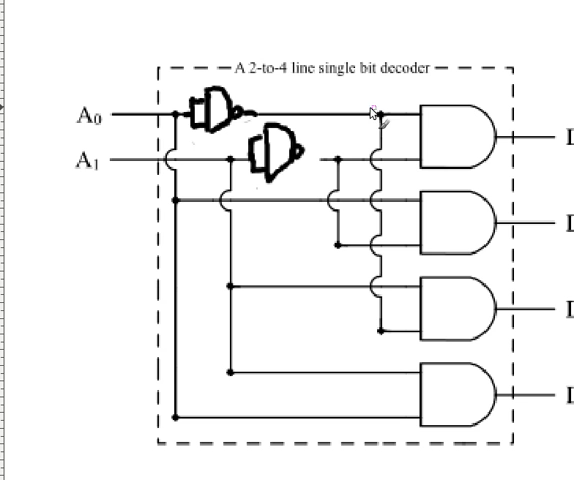 A 2-to-4 line single bit decoder
A₀
A₁